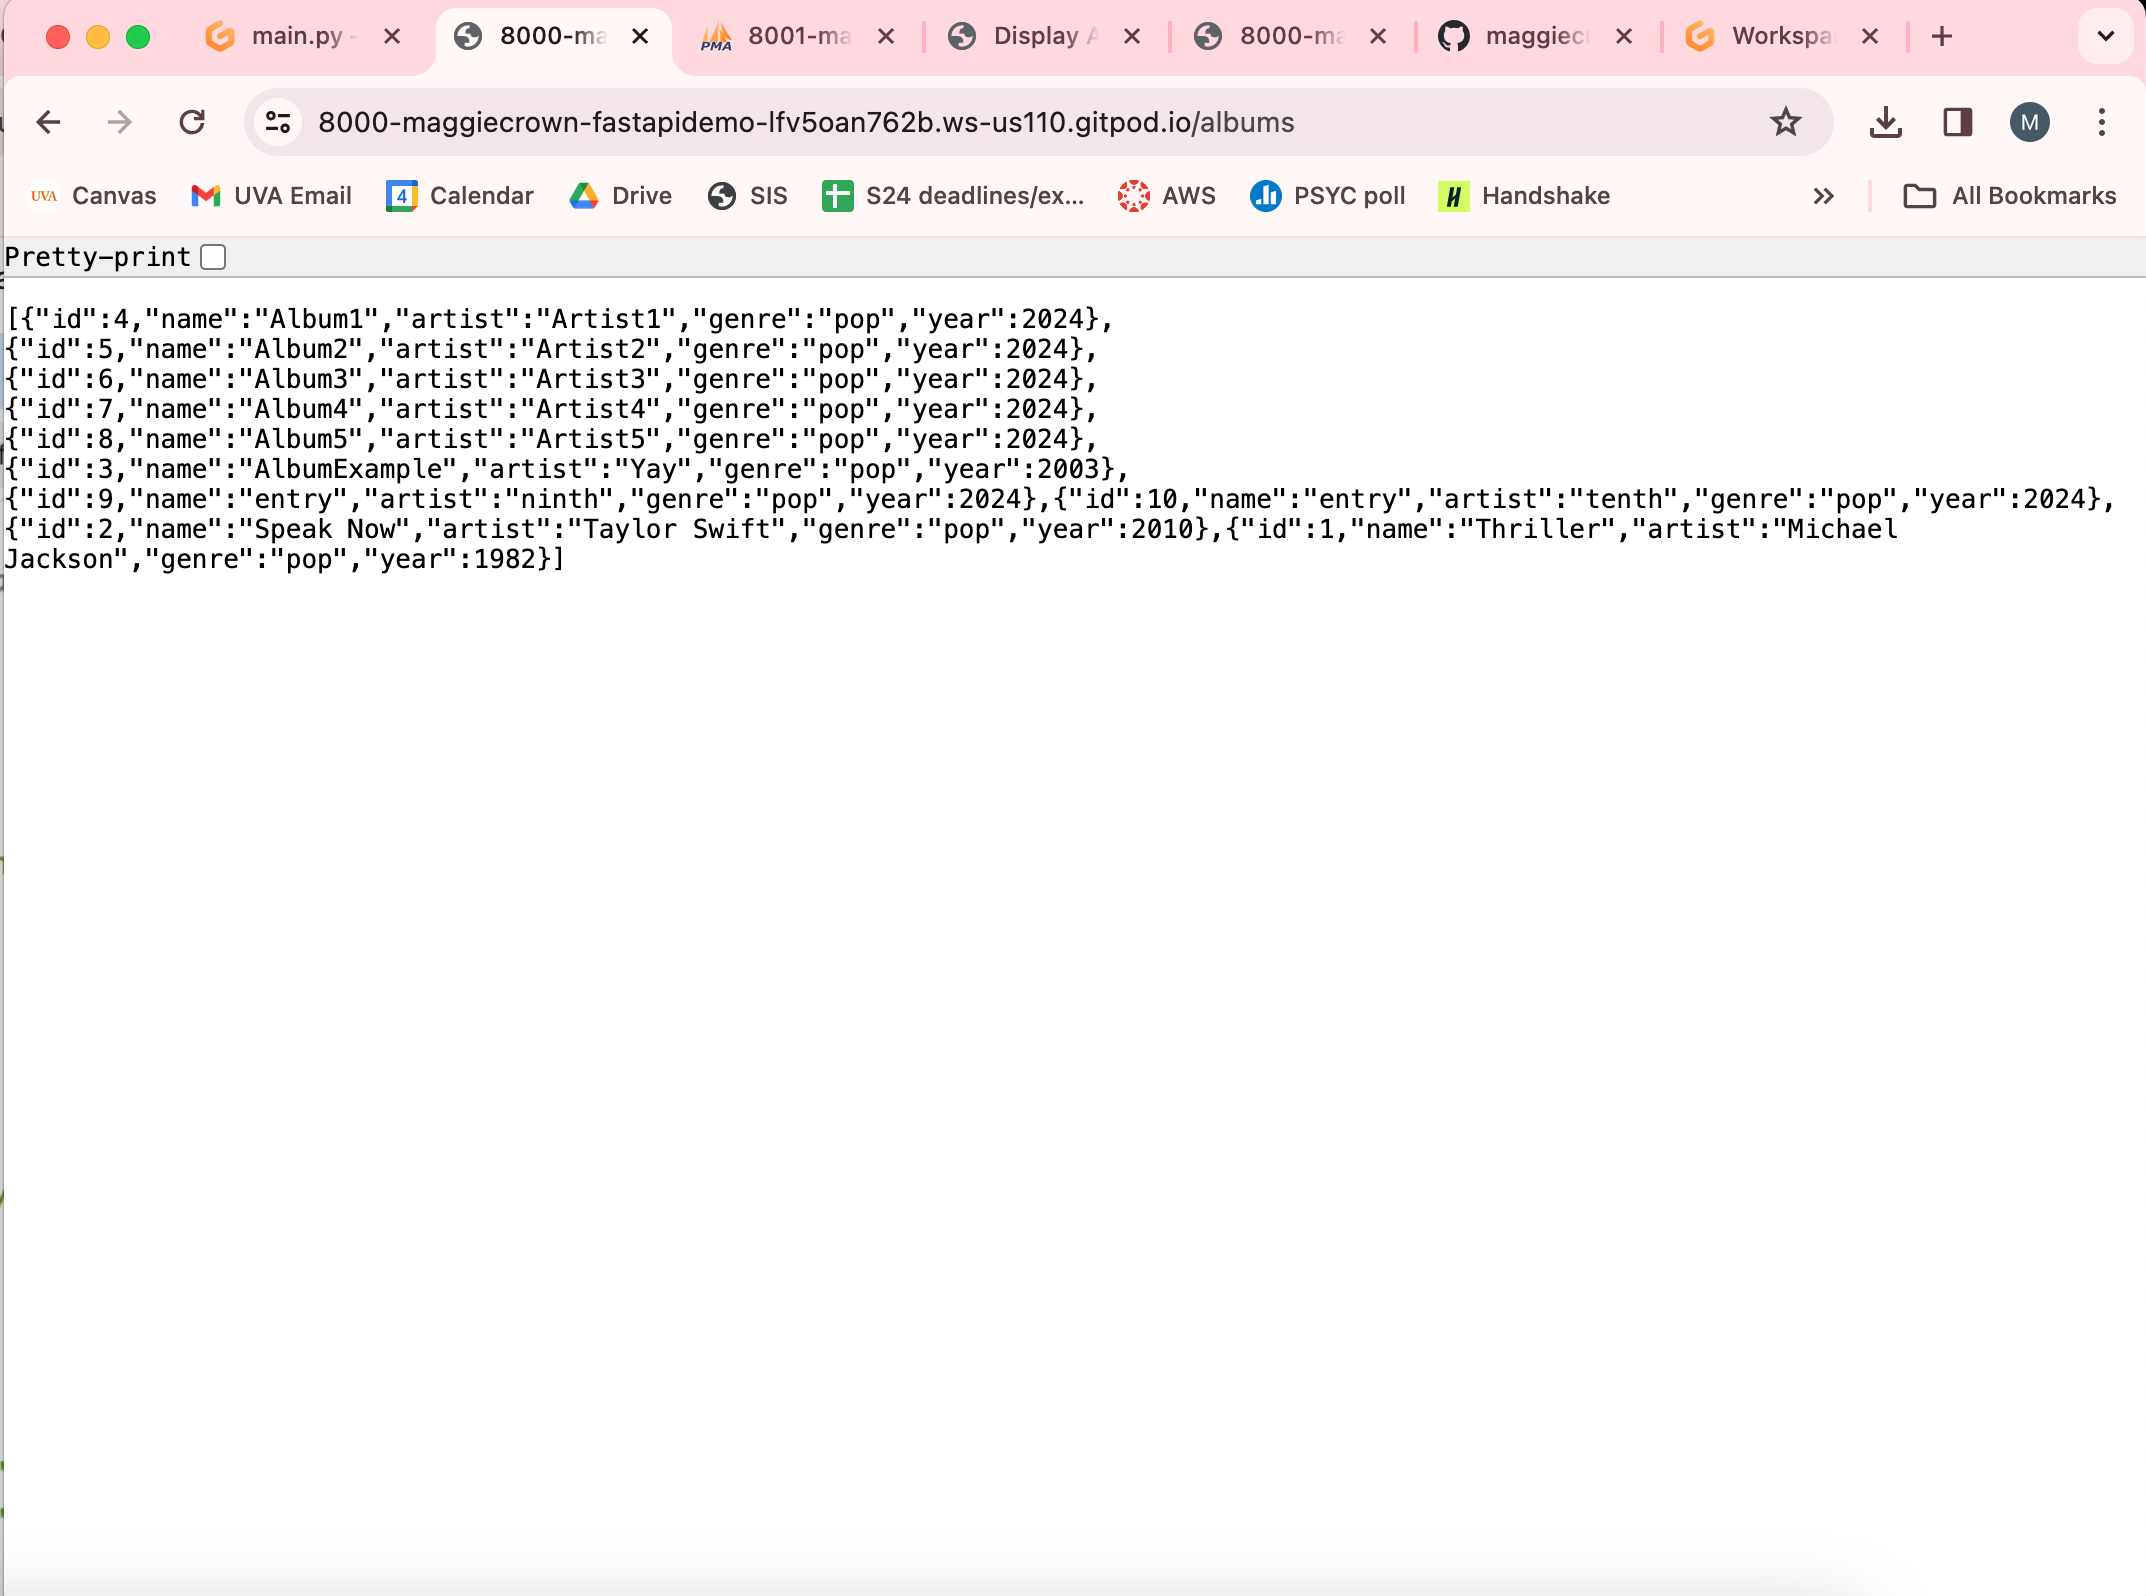 main.py - 8000-ma 8001-ma Display A 8000-ma maggiec Workspa
8000-maggiecrown-fastapidemo-lfv5oan762b.ws-us110.gitpod.io/albums M
UVA Canvas UVA Email 4 Calendar Drive SIS S24 deadlines/ex... AWS PSYC poll H Handshake All Bookmarks
Pretty-print
[{"id":4,"name":"Album1","artist":"Artist1","genre":"pop","year":2024},
{"id":5,"name":"Album2","artist":"Artist2","genre":"pop","year":2024},
{"id":6,"name":"Album3","artist":"Artist3","genre":"pop","year":2024},
{"id":7,"name":"Album4","artist":"Artist4","genre":"pop","year":2024},
{"id":8,"name":"Album5","artist":"Artist5","genre":"pop","year":2024},
{"id":3,"name":"AlbumExample","artist":"Yay","genre":"pop","year":2003},
{"id":9,"name":"entry","artist":"ninth","genre":"pop","year":2024},{"id":10,"name":"entry","artist":"tenth","genre":"pop","year":2024},
{"id":2,"name":"Speak Now","artist":"Taylor Swift","genre":"pop","year":2010},{"id":1,"name":"Thriller","artist":"Michael
Jackson","genre":"pop","year":1982}]